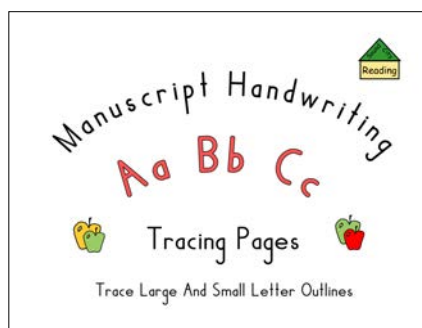 Reading
Manuscript Handwriting
Aa Bb Cc
Tracing Pages
Trace Large And Small Letter Outlines